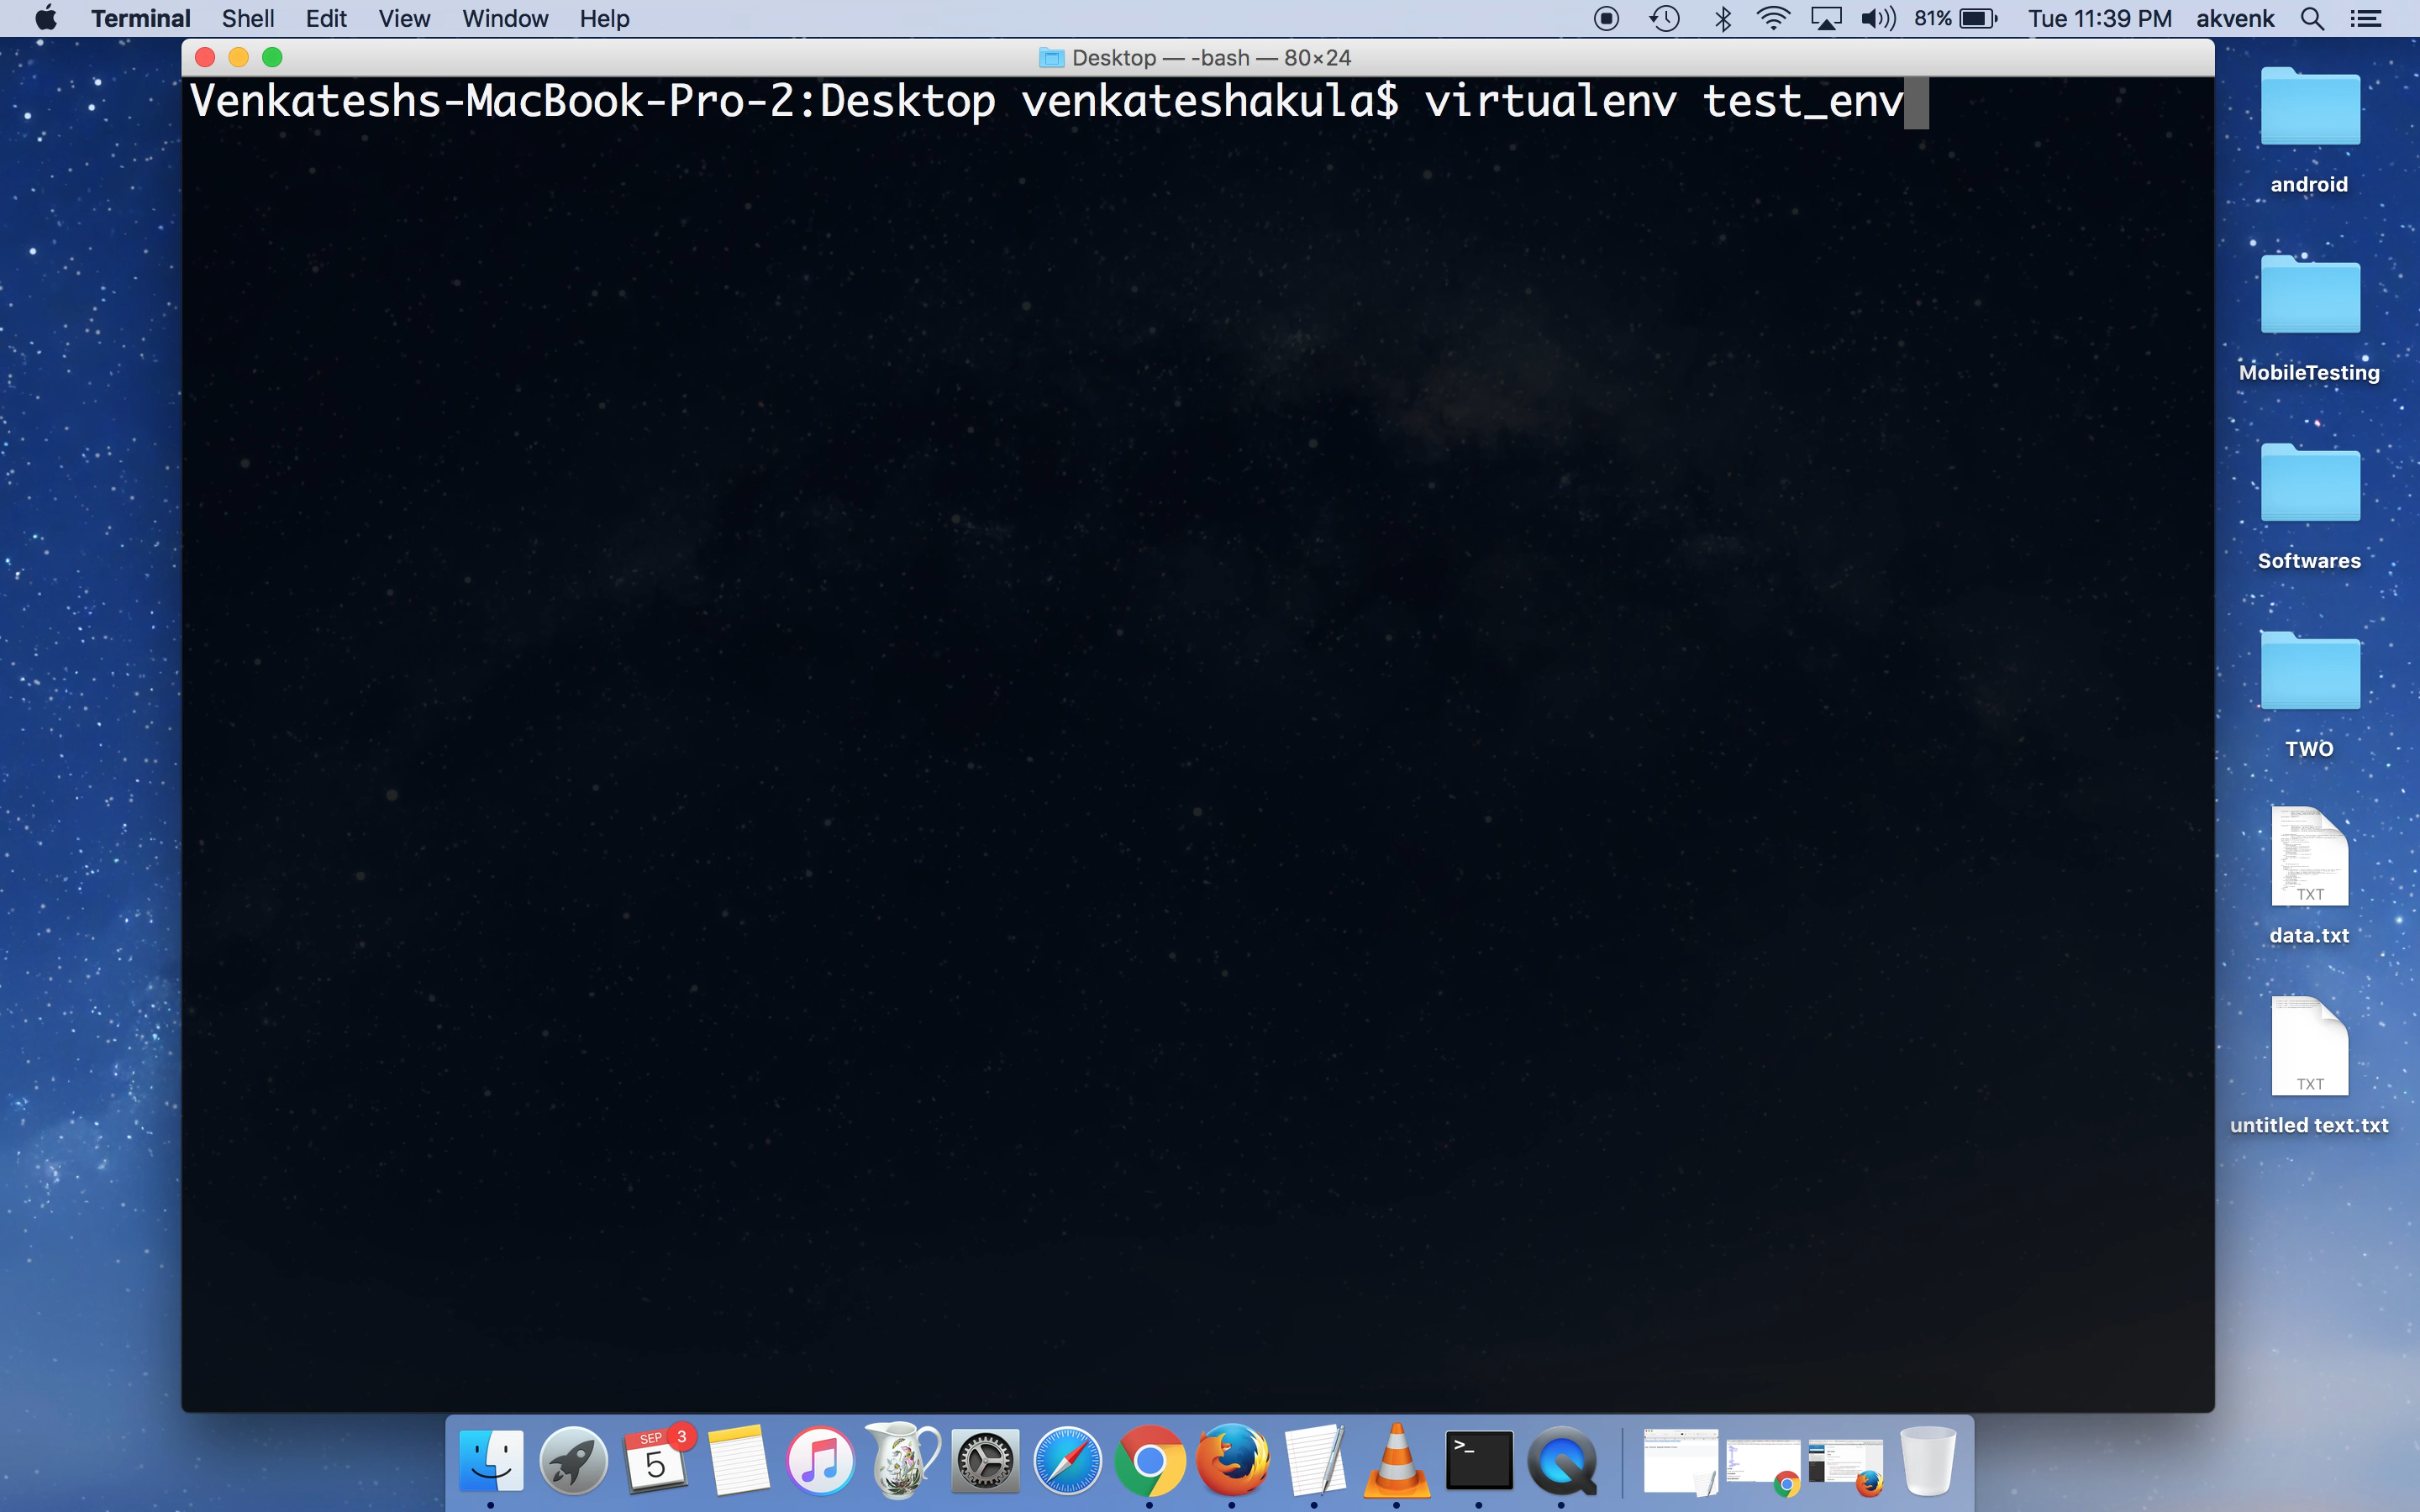 Terminal Shell Edit View Window Help 81% Tue 11:39 PM akvenk
Desktop — -bash — 80×24
Venkateshs-MacBook-Pro-2:Desktop venkateshakula$ virtualenv test_env
android
MobileTesting
Softwares
TWO
TXT
data.txt
TXT
untitled text.txt
SEP 3
5
>_